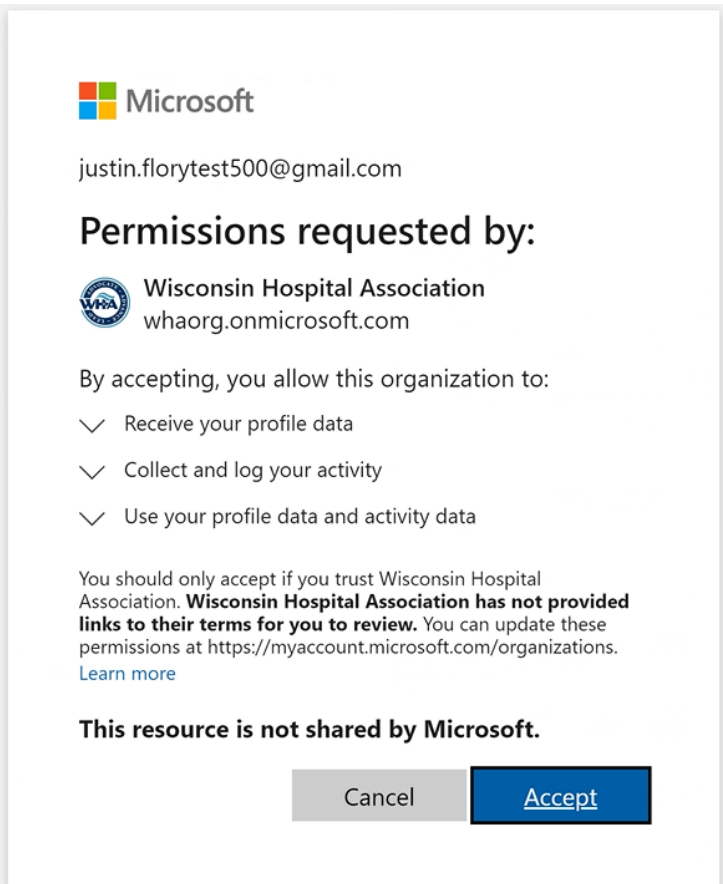 Microsoft
justin.florytest500@gmail.com
Permissions requested by:
WHA
Wisconsin Hospital Association
whaorg.onmicrosoft.com
By accepting, you allow this organization to:
Receive your profile data
Collect and log your activity
Use your profile data and activity data
You should only accept if you trust Wisconsin Hospital
Association. Wisconsin Hospital Association has not provided
links to their terms for you to review. You can update these
permissions at https://myaccount.microsoft.com/organizations.
Learn more
This resource is not shared by Microsoft.
Cancel
Accept